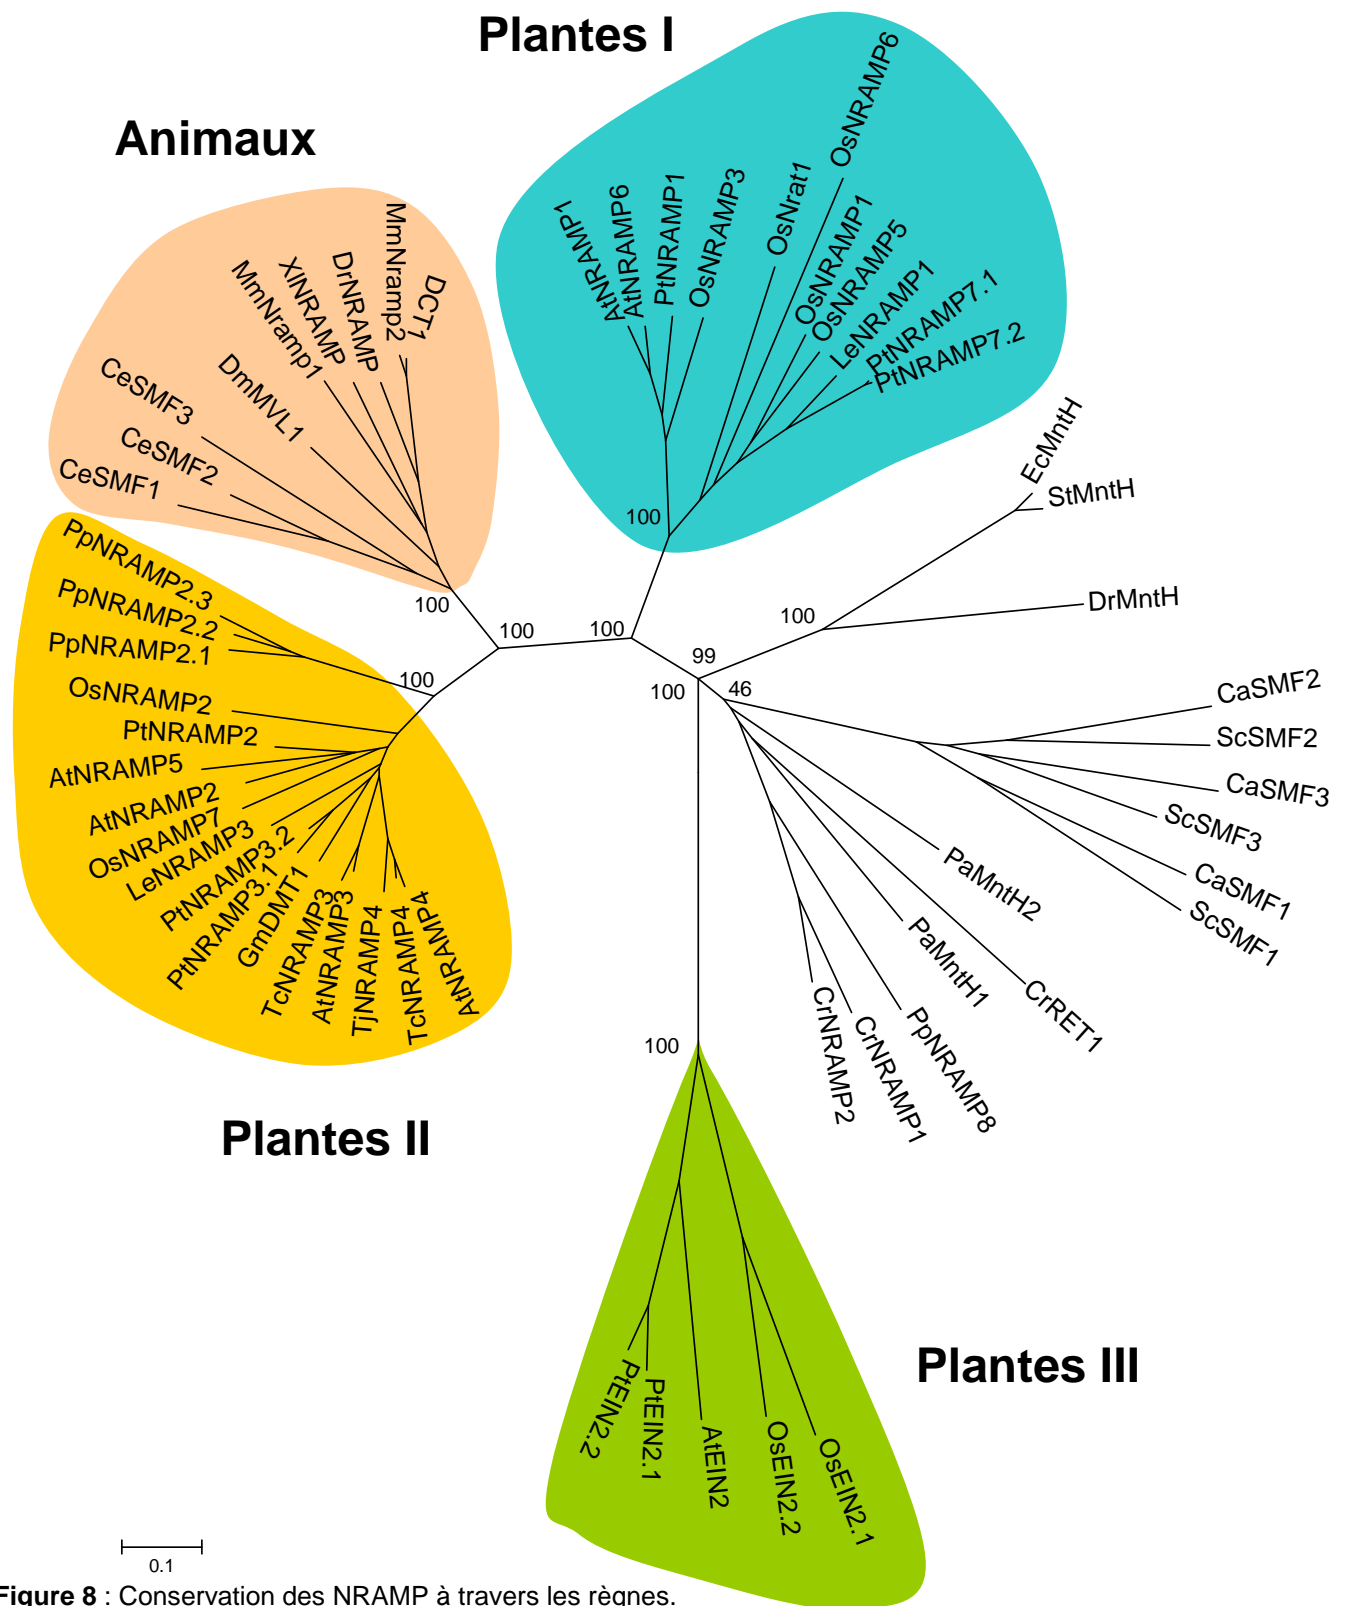 Plantes I
Animaux
AtNRAMP1
AtNRAMP6
PtNRAMP1
OsNRAMP3
OsNrat1
OsNRAMP6
OsNRAMP1
OsNRAMP5
LeNRAMP1
PtNRAMP7.1
PtNRAMP7.2
100
CeSMF1
CeSMF2
CeSMF3
DmMVL1
MmNramp1
XlNRAMP
DrNRAMP
MmNramp2
DCT1
100
100
100
99
100
46
100
EcMntH
StMntH
DrMntH
CaSMF2
ScSMF2
CaSMF3
ScSMF3
CaSMF1
ScSMF1
PaMntH2
CrRET1
PaMntH1
PpNRAMP8
CrNRAMP1
CrNRAMP2
PpNRAMP2.3
PpNRAMP2.2
PpNRAMP2.1
100
OsNRAMP2
PtNRAMP2
AtNRAMP5
AtNRAMP2
OsNRAMP7
LeNRAMP3
PtNRAMP3.2
PtNRAMP3.1
GmDMT1
TcNRAMP3
AtNRAMP3
TjNRAMP4
TcNRAMP4
AtNRAMP4
Plantes II
100
PtEIN2.2
PtEIN2.1
AtEIN2
OsEIN2.2
OsEIN2.1
Plantes III
0.1
Figure 8 : Conservation des NRAMP à travers les règnes.